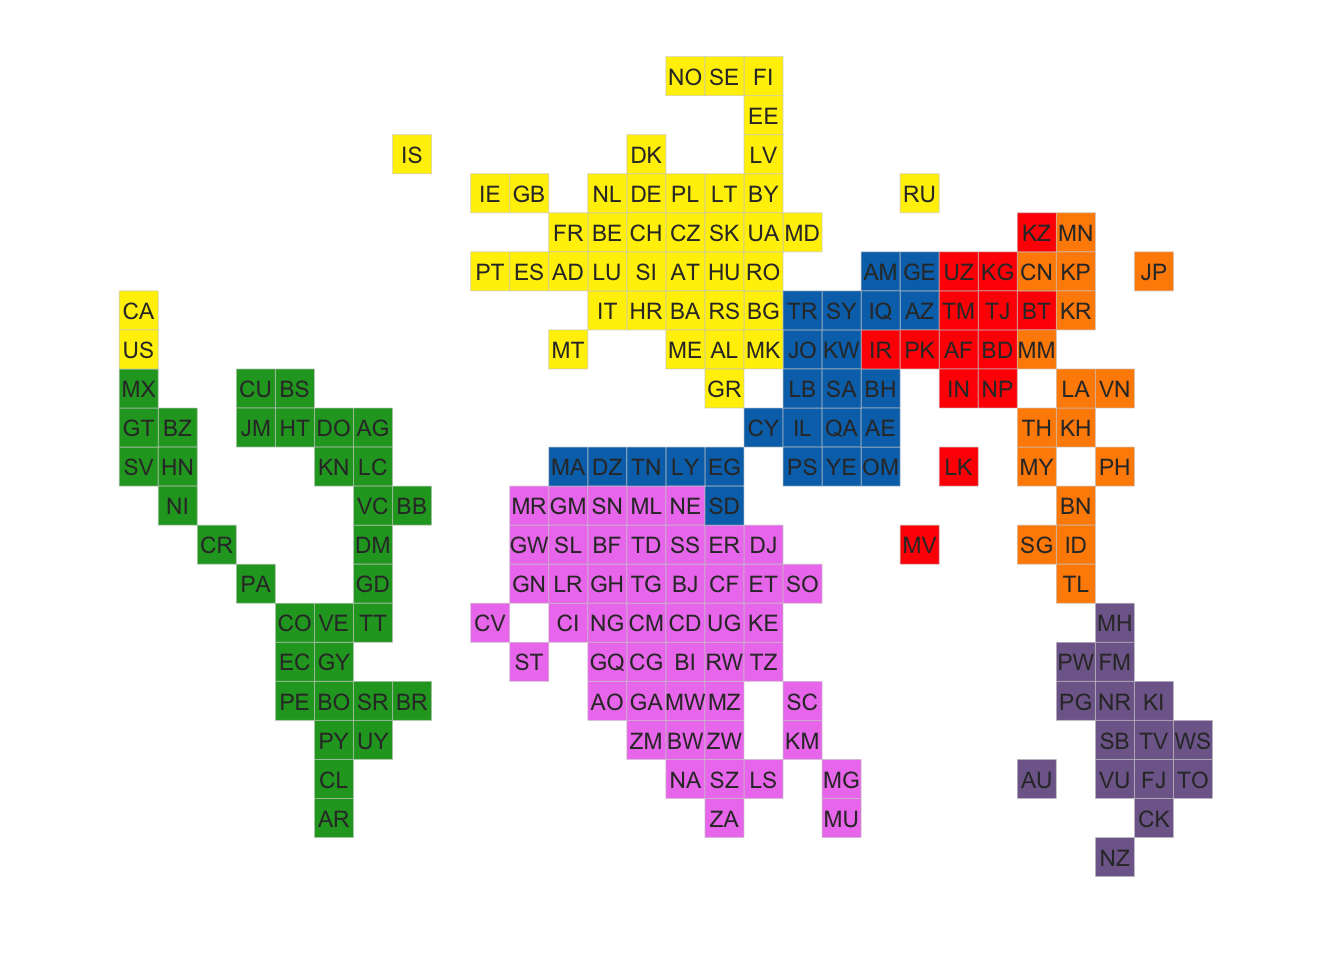 NO SE FI
EE
IS DK LV
IE GB NL DE PL LT BY RU
FR BE CH CZ SK UA MD KZ MN
PT ES AD LU SI AT HU RO AM GE UZ KG CN KP JP
CA IT HR BA RS BG TR SY IQ AZ TM TJ BT KR
US MT ME AL MK JO KW IR PK AF BD MM
MX CU BS GR LB SA BH IN NP LA VN
GT BZ JM HT DO AG CY IL QA AE TH KH
SV HN KN LC MA DZ TN LY EG PS YE OM LK MY PH
NI VC BB MR GM SN ML NE SD BN
CR DM GW SL BF TD SS ER DJ MV SG ID
PA GD GN LR GH TG BJ CF ET SO TL
CO VE TT CV CI NG CM CD UG KE MH
EC GY ST GQ CG BI RW TZ PW FM
PE BO SR BR AO GA MW MZ SC PG NR KI
PY UY ZM BW ZW KM SB TV WS
CL NA SZ LS MG AU VU FJ TO
AR ZA MU CK
NZ